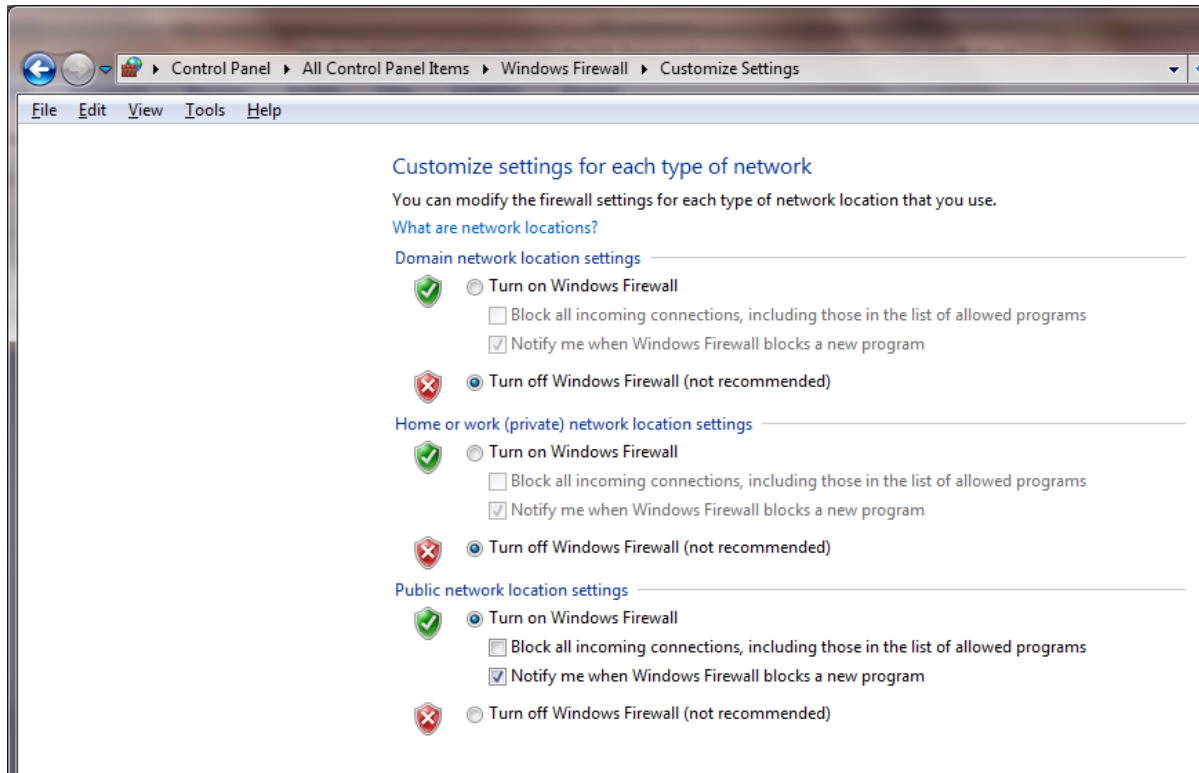 Control Panel ▸ All Control Panel Items ▸ Windows Firewall ▸ Customize Settings
File Edit View Tools Help
Customize settings for each type of network
You can modify the firewall settings for each type of network location that you use.
What are network locations?
Domain network location settings
Turn on Windows Firewall
Block all incoming connections, including those in the list of allowed programs
Notify me when Windows Firewall blocks a new program
Turn off Windows Firewall (not recommended)
Home or work (private) network location settings
Turn on Windows Firewall
Block all incoming connections, including those in the list of allowed programs
Notify me when Windows Firewall blocks a new program
Turn off Windows Firewall (not recommended)
Public network location settings
Turn on Windows Firewall
Block all incoming connections, including those in the list of allowed programs
Notify me when Windows Firewall blocks a new program
Turn off Windows Firewall (not recommended)